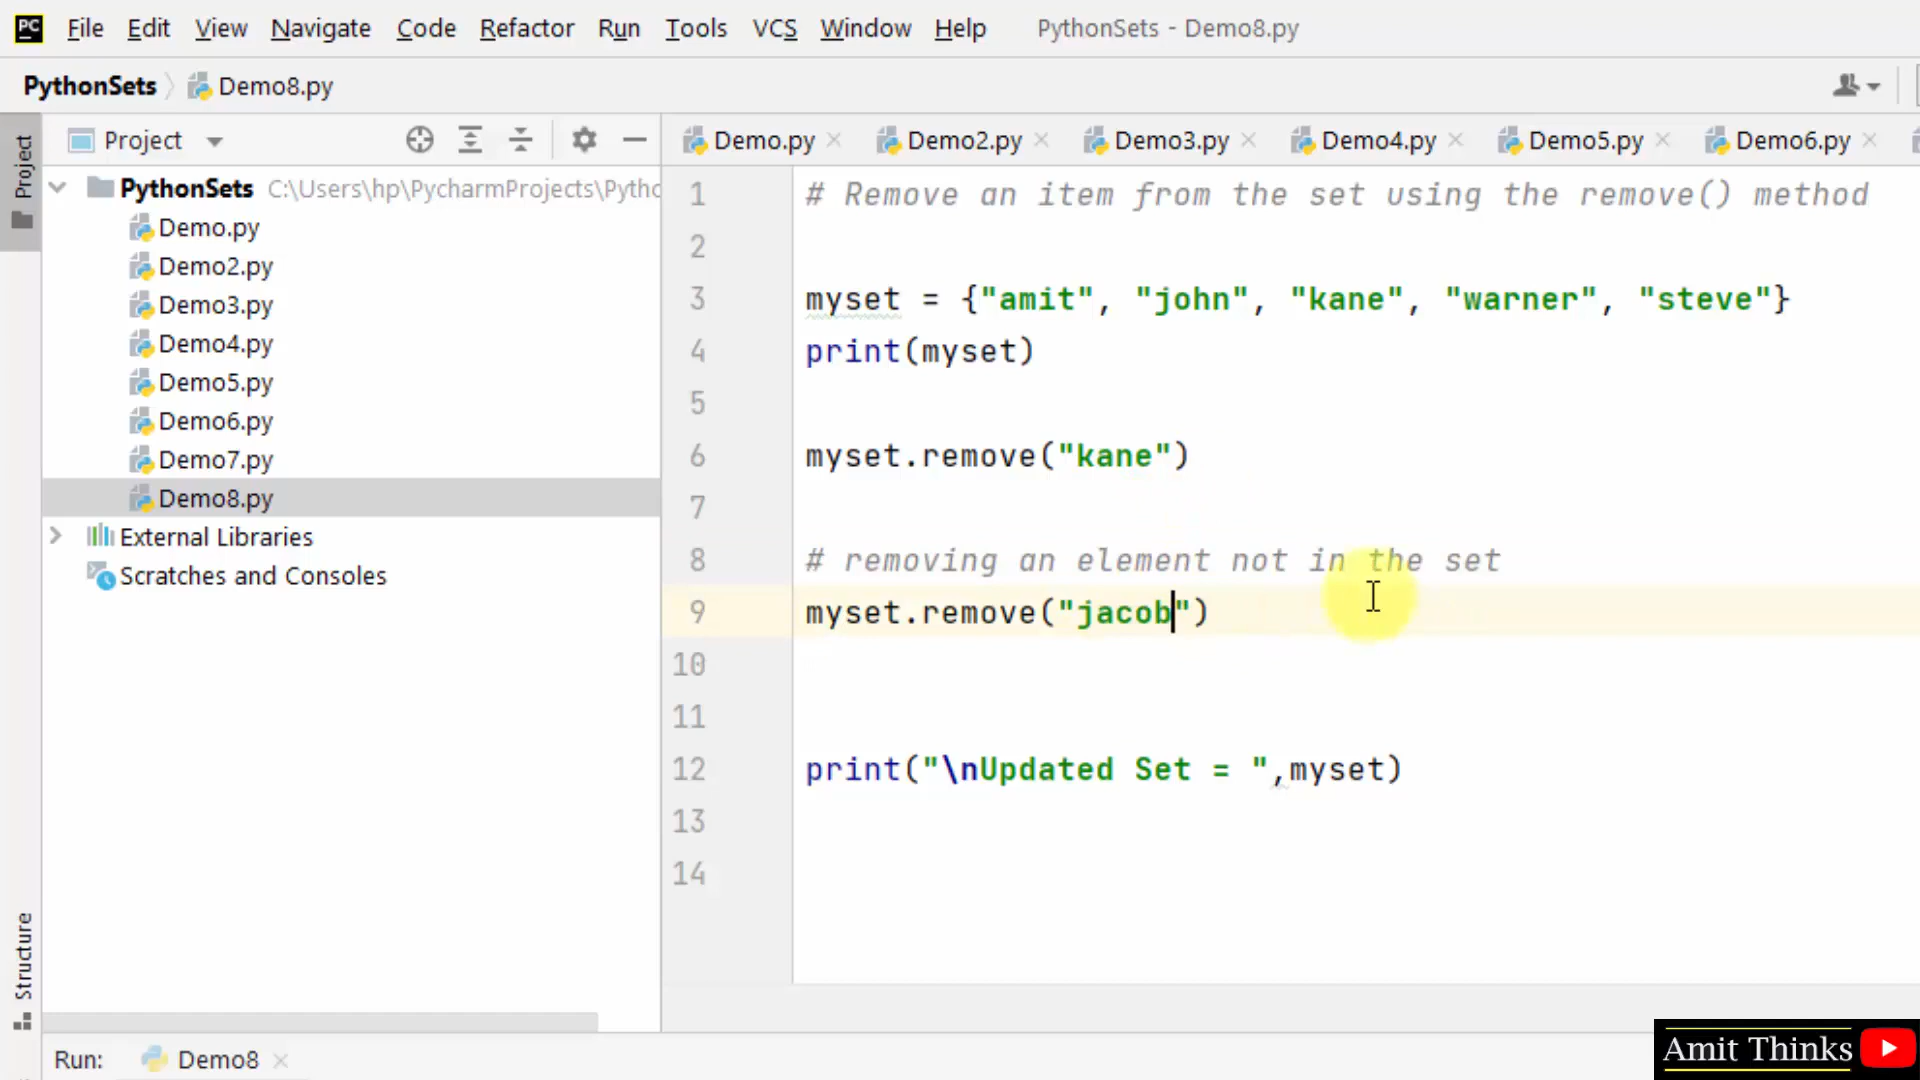 PC File Edit View Navigate Code Refactor Run Tools VCS Window Help PythonSets - Demo8.py
PythonSets Demo8.py
Project
Project
Demo.py Demo2.py Demo3.py Demo4.py Demo5.py Demo6.py
PythonSets C:\Users\hp\PycharmProjects\Pytho
Demo.py
Demo2.py
Demo3.py
Demo4.py
Demo5.py
Demo6.py
Demo7.py
Demo8.py
External Libraries
Scratches and Consoles
Structure
1 # Remove an item from the set using the remove() method
2
3 myset = {"amit", "john", "kane", "warner", "steve"}
4 print(myset)
5
6 myset.remove("kane")
7
8 # removing an element not in the set
9 myset.remove("jacob")
10
11
12 print("\nUpdated Set = ",myset)
13
14
Run: Demo8
Amit Thinks